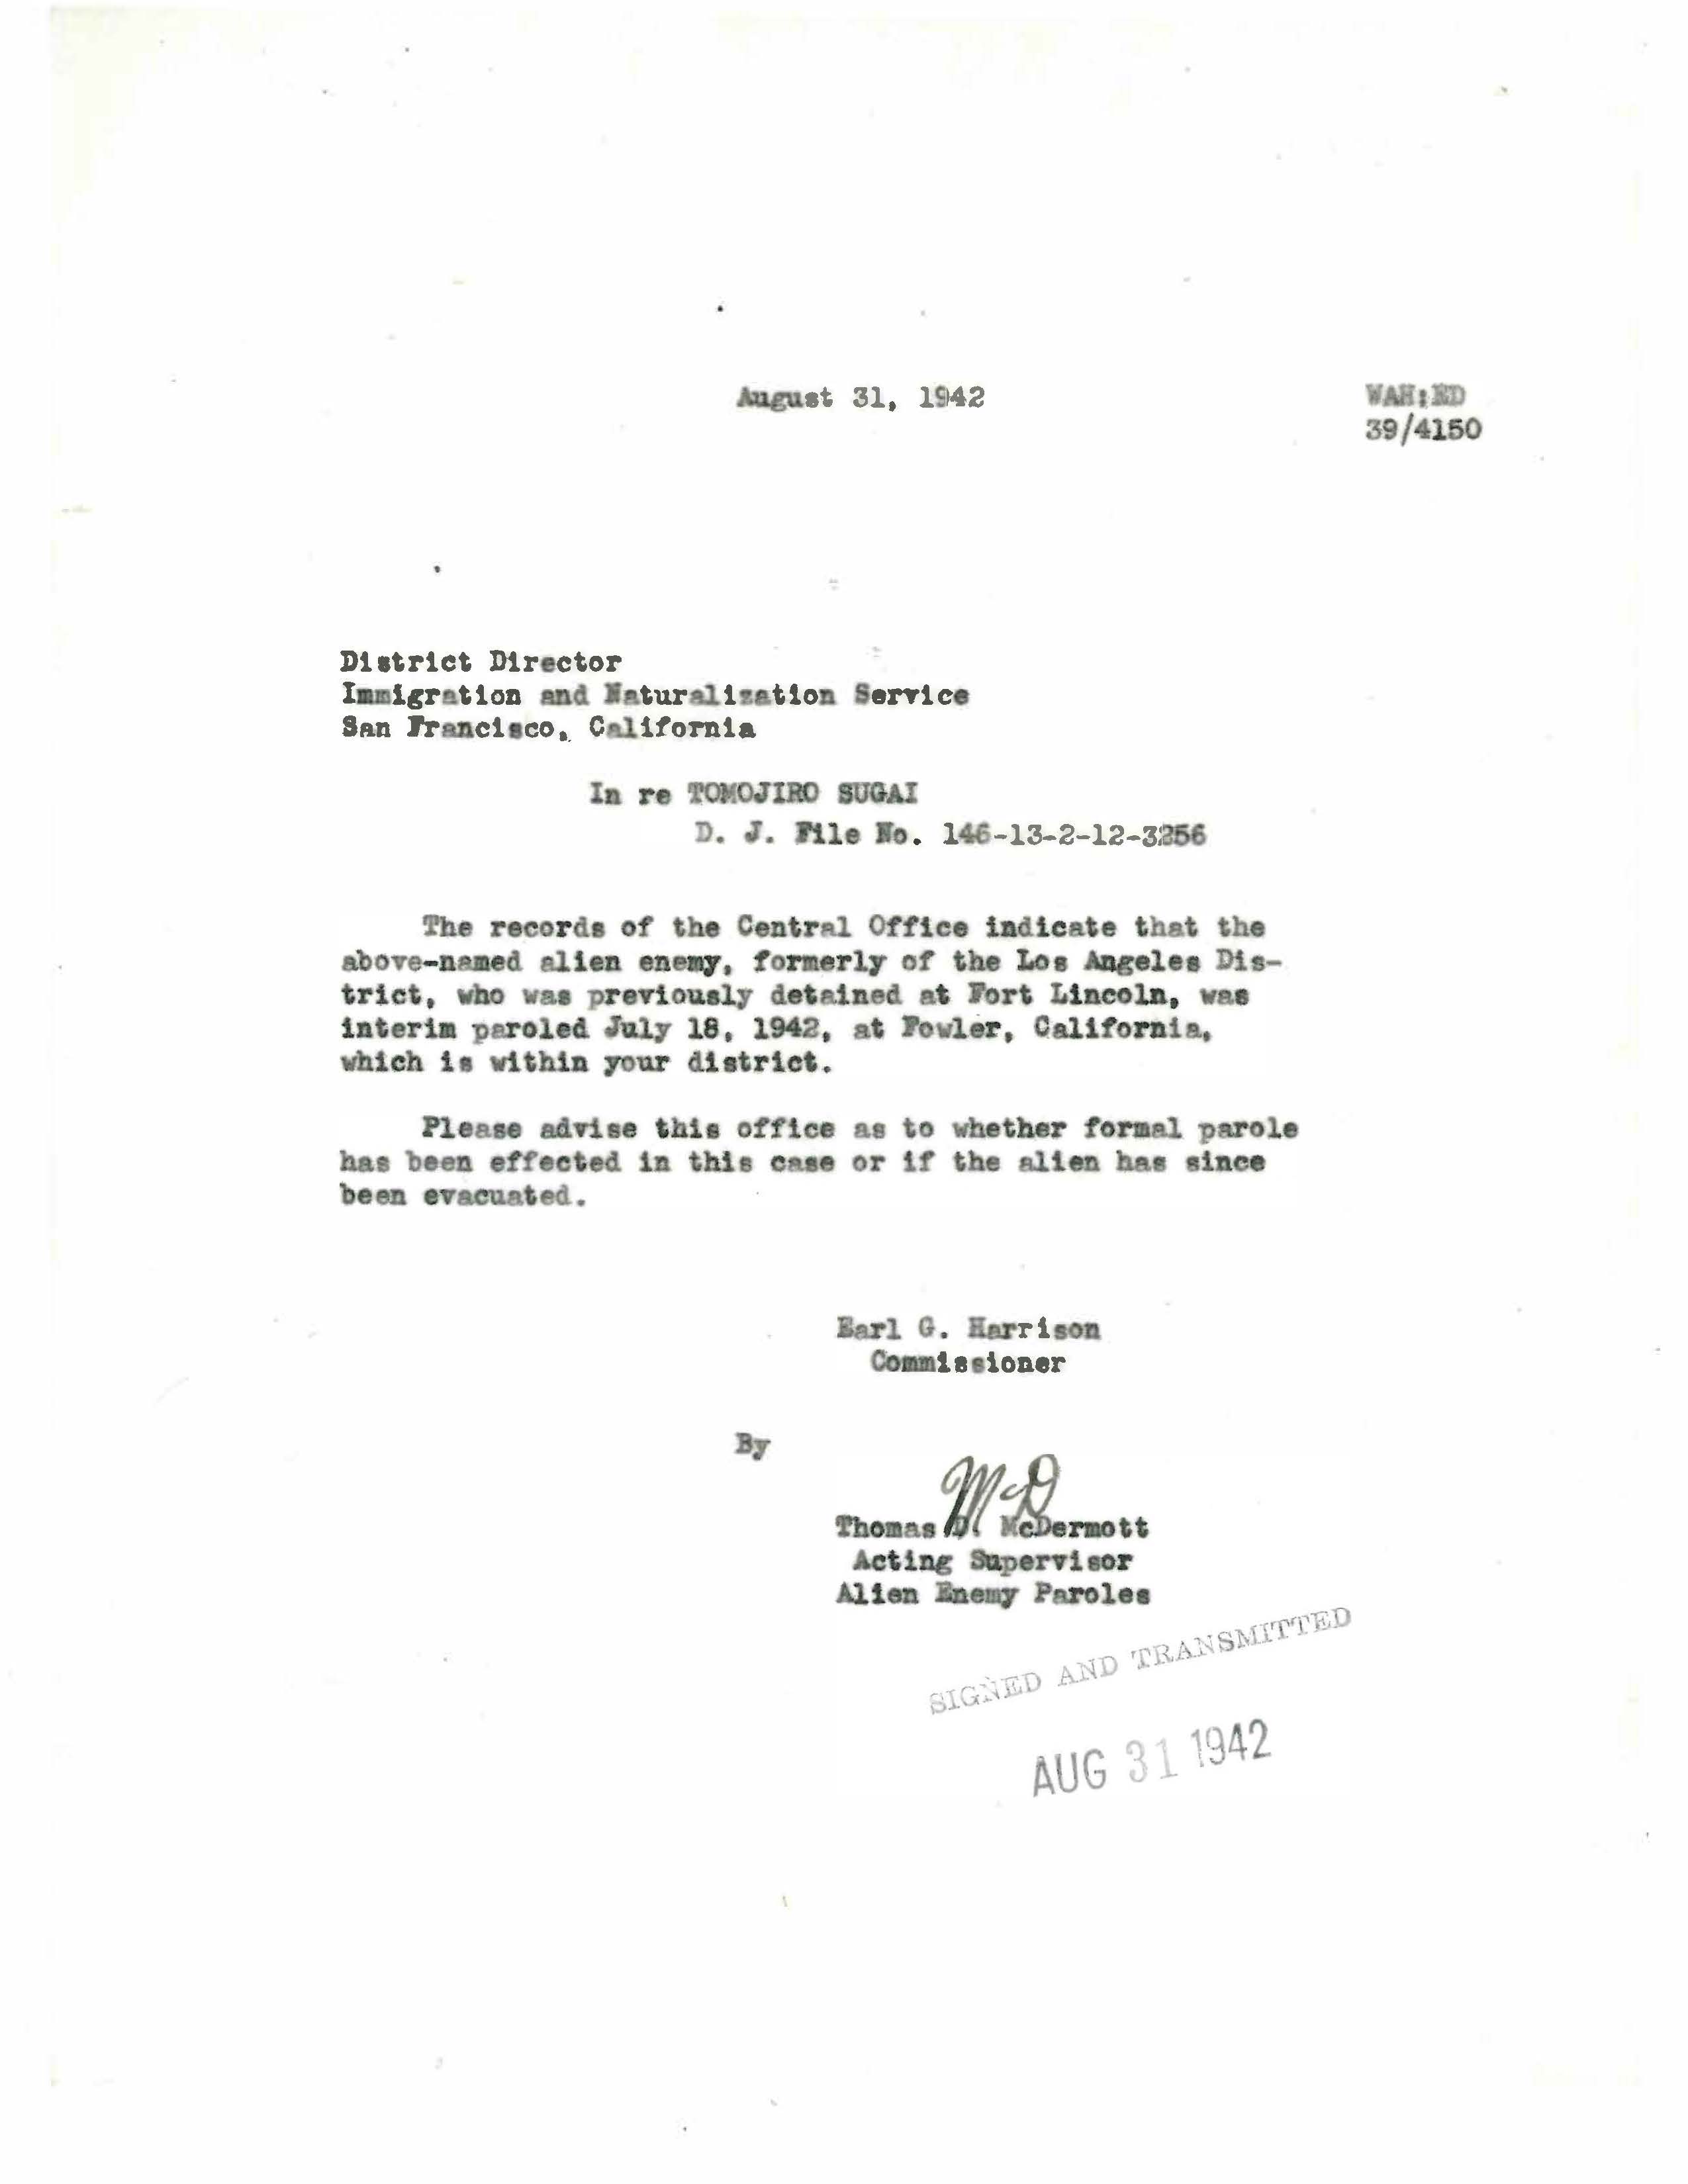 August 31, 1942
WAH:ED
39/4150
District Director
Immigration and Naturalization Service
San Francisco, California
In re TOMOJIRO SUGAI
D. J. File No. 146-13-2-12-3256
The records of the Central Office indicate that the
above-named alien enemy, formerly of the Los Angeles Dis-
trict, who was previously detained at Fort Lincoln, was
interim paroled July 18, 1942, at Fowler, California,
which is within your district.
Please advise this office as to whether formal parole
has been effected in this case or if the alien has since
been evacuated.
Earl G. Harrison
Commissioner
By
McD
Thomas D. McDermott
Acting Supervisor
Alien Enemy Paroles
SIGNED AND TRANSMITTED
AUG 31 1942